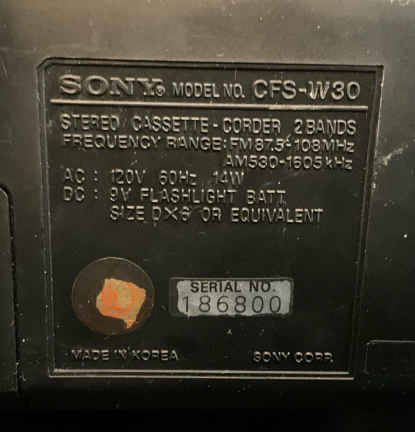 SONY® MODEL NO. CFS-W30
STEREO CASSETTE-CORDER 2 BANDS
FREQUENCY RANGE: FM 87.5-108MHz
AM 530-1605 kHz
AC: 120V 60Hz 14W
DC: 9V FLASHLIGHT BATT
SIZE D×6 OR EQUIVALENT
SERIAL NO.
186800
MADE IN KOREA SONY CORP.